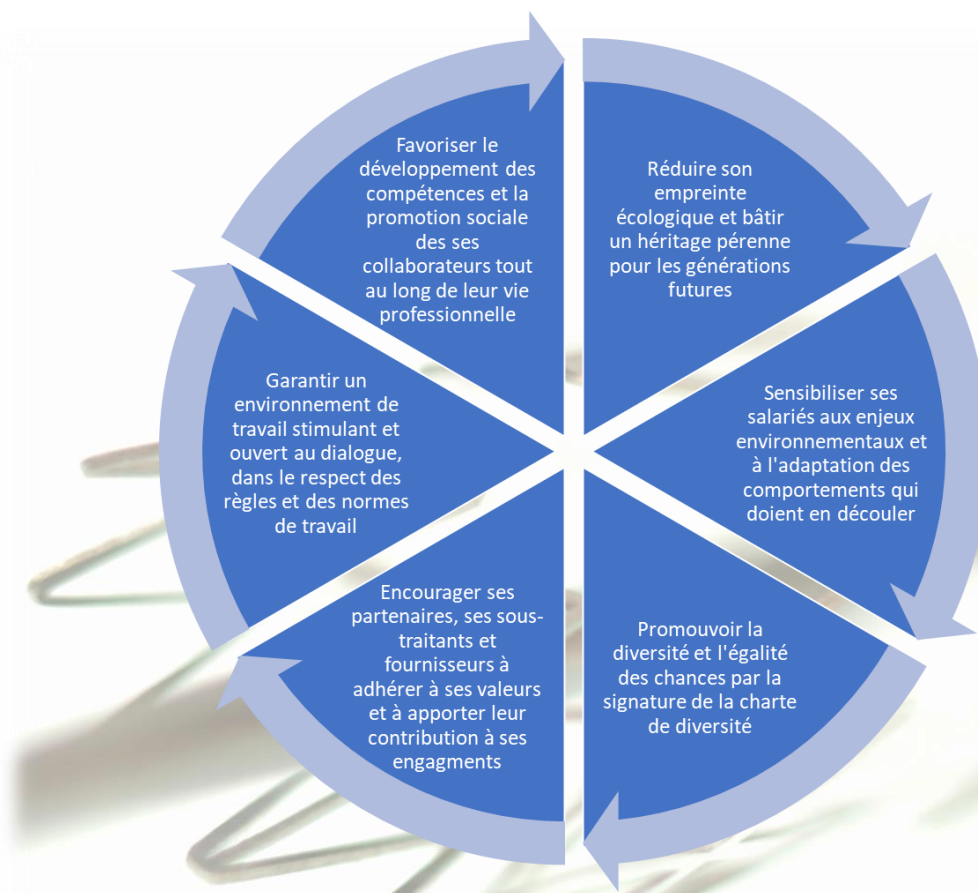 Favoriser le
développement des
compétences et la
promotion sociale
des ses
collaborateurs tout
au long de leur vie
professionnelle
Réduire son
empreinte
écologique et bâtir
un héritage pérenne
pour les générations
futures
Sensibiliser ses
salariés aux enjeux
environnementaux et
à l'adaptation des
comportements qui
doient en découler
Promouvoir la
diversité et l'égalité
des chances par la
signature de la charte
de diversité
Encourager ses
partenaires, ses sous-
traitants et
fournisseurs à
adhérer à ses valeurs
et à apporter leur
contribution à ses
engagments
Garantir un
environnement de
travail stimulant et
ouvert au dialogue,
dans le respect des
règles et des normes
de travail